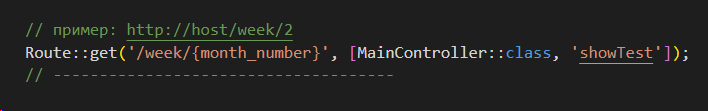 // пример: http://host/week/2
Route::get('/week/{month_number}', [MainController::class, 'showTest']);
// -------------------------------------